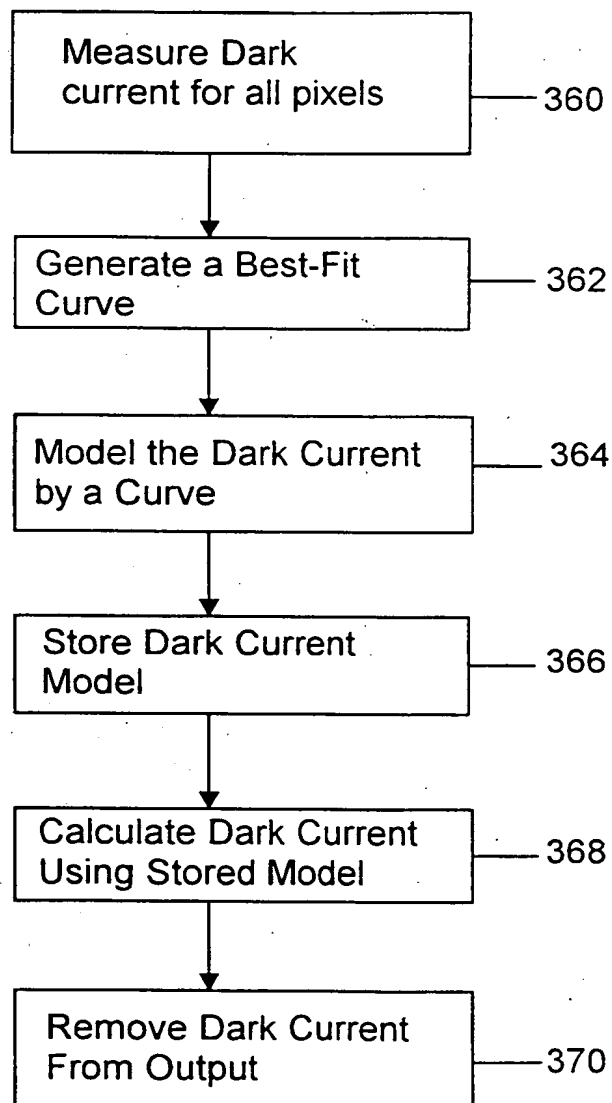 Measure Dark
current for all pixels
360
Generate a Best-Fit
Curve
362
Model the Dark Current
by a Curve
364
Store Dark Current
Model
366
Calculate Dark Current
Using Stored Model
368
Remove Dark Current
From Output
370